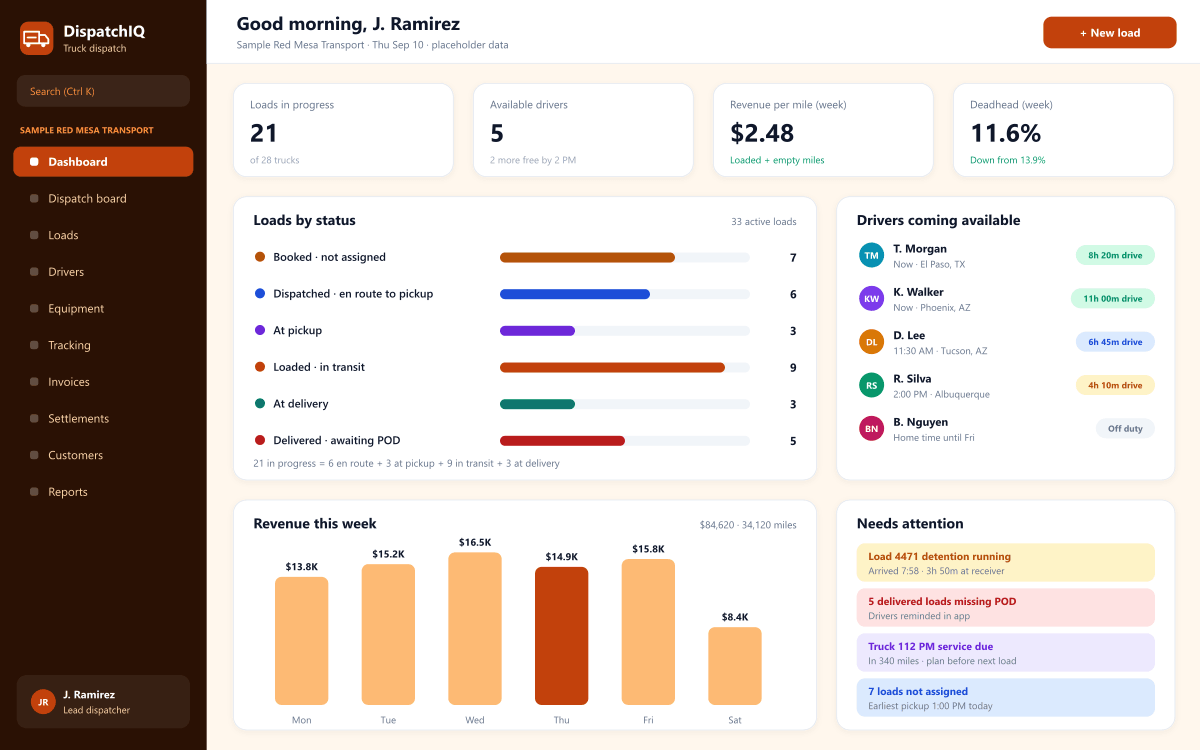 DispatchIQ
Truck dispatch
Search (Ctrl K)
SAMPLE RED MESA TRANSPORT
Dashboard
Dispatch board
Loads
Drivers
Equipment
Tracking
Invoices
Settlements
Customers
Reports
JR
J. Ramirez
Lead dispatcher
Good morning, J. Ramirez
Sample Red Mesa Transport · Thu Sep 10 · placeholder data
+ New load
Loads in progress
21
of 28 trucks
Available drivers
5
2 more free by 2 PM
Revenue per mile (week)
$2.48
Loaded + empty miles
Deadhead (week)
11.6%
Down from 13.9%
Loads by status
33 active loads
Booked · not assigned 7
Dispatched · en route to pickup 6
At pickup 3
Loaded · in transit 9
At delivery 3
Delivered · awaiting POD 5
21 in progress = 6 en route + 3 at pickup + 9 in transit + 3 at delivery
Drivers coming available
TM
T. Morgan
Now · El Paso, TX
8h 20m drive
KW
K. Walker
Now · Phoenix, AZ
11h 00m drive
DL
D. Lee
11:30 AM · Tucson, AZ
6h 45m drive
RS
R. Silva
2:00 PM · Albuquerque
4h 10m drive
BN
B. Nguyen
Home time until Fri
Off duty
Revenue this week
$84,620 · 34,120 miles
$13.8K
$15.2K
$16.5K
$14.9K
$15.8K
$8.4K
Mon
Tue
Wed
Thu
Fri
Sat
Needs attention
Load 4471 detention running
Arrived 7:58 · 3h 50m at receiver
5 delivered loads missing POD
Drivers reminded in app
Truck 112 PM service due
In 340 miles · plan before next load
7 loads not assigned
Earliest pickup 1:00 PM today